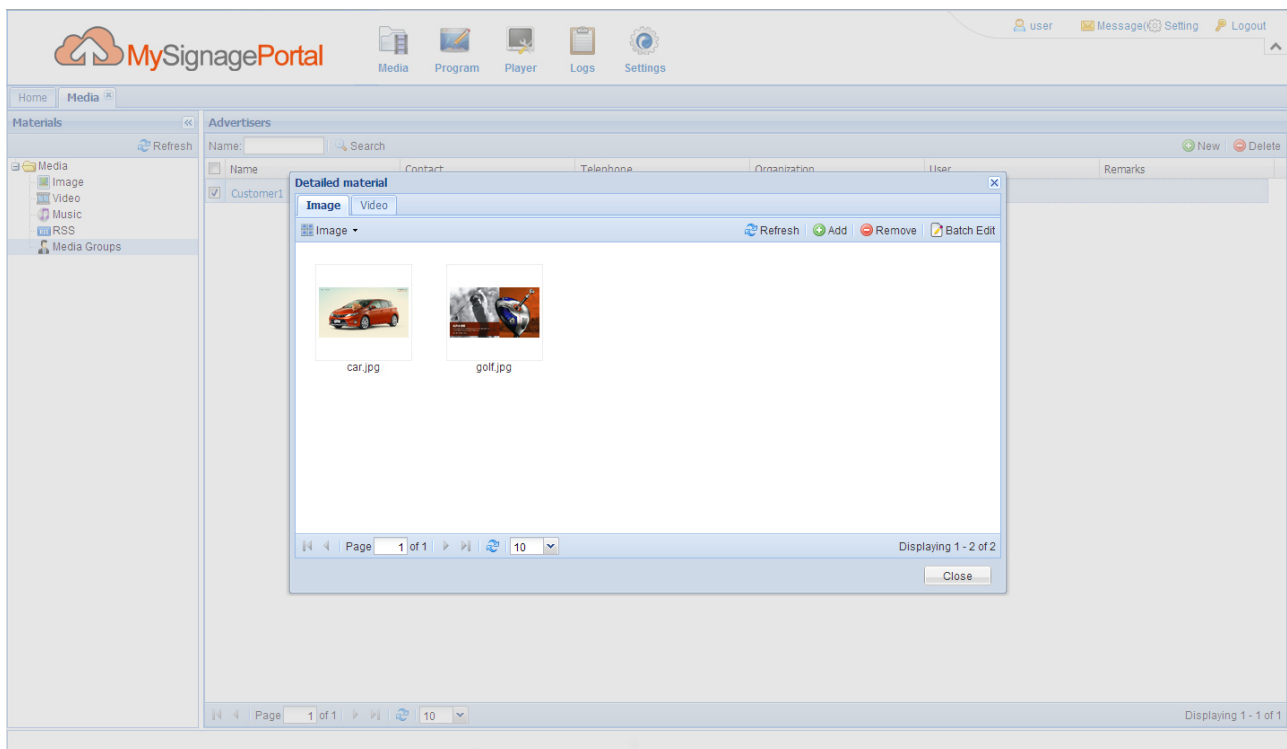 MySignagePortal
Media
Program
Player
Logs
Settings
user
Message(
Setting
Logout
Home
Media
Materials
Refresh
Media
Image
Video
Music
RSS
Media Groups
Advertisers
Name:
Search
New
Delete
Name
Contact
Telephone
Organization
User
Remarks
Customer1
Detailed material
Image
Video
Image
Refresh
Add
Remove
Batch Edit
car.jpg
golf.jpg
Page 1 of 1
10
Displaying 1 - 2 of 2
Close
Page 1 of 1
10
Displaying 1 - 1 of 1